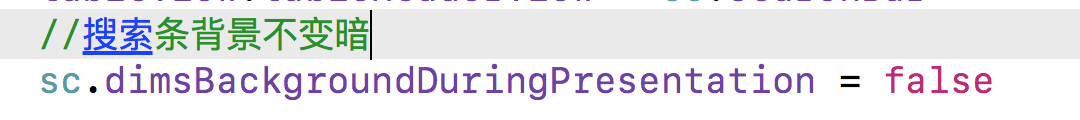 //搜索条背景不变暗
sc.dimsBackgroundDuringPresentation = false